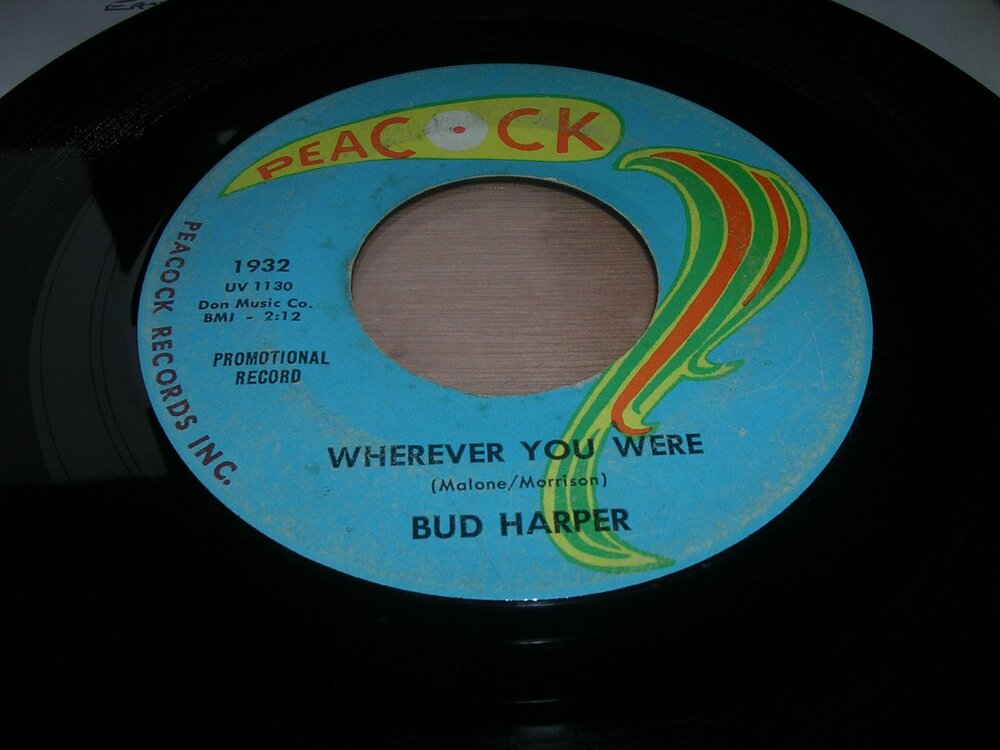 PEACOCK
PEACOCK RECORDS INC.
1932
UV 1130
Don Music Co.
BMI - 2:12
PROMOTIONAL
RECORD
WHEREVER YOU WERE
(Malone/Morrison)
BUD HARPER